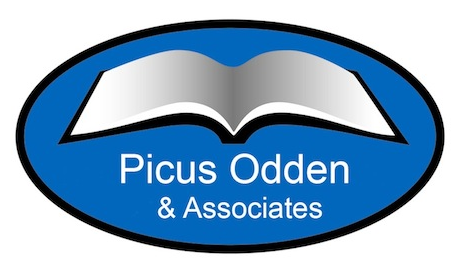 Picus Odden
& Associates